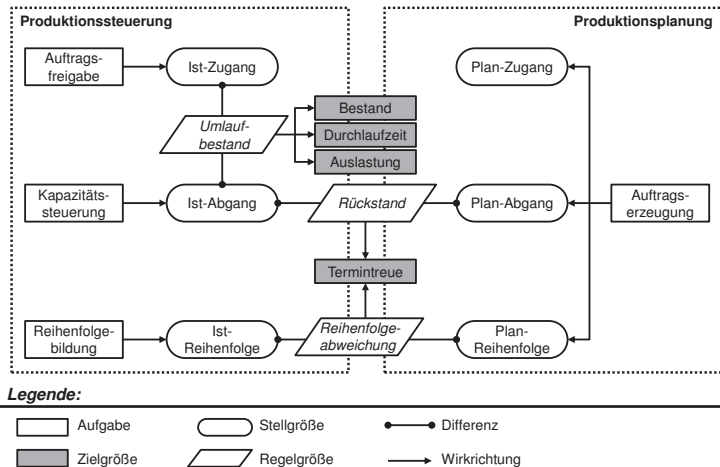 Produktionssteuerung
Produktionsplanung
Auftrags-
freigabe
Ist-Zugang
Plan-Zugang
Umlauf-
bestand
Bestand
Durchlaufzeit
Auslastung
Kapazitäts-
steuerung
Ist-Abgang
Rückstand
Plan-Abgang
Auftrags-
erzeugung
Termintreue
Reihenfolge-
bildung
Ist-
Reihenfolge
Reihenfolge-
abweichung
Plan-
Reihenfolge
Legende:
Aufgabe
Stellgröße
Differenz
Zielgröße
Regelgröße
Wirkrichtung